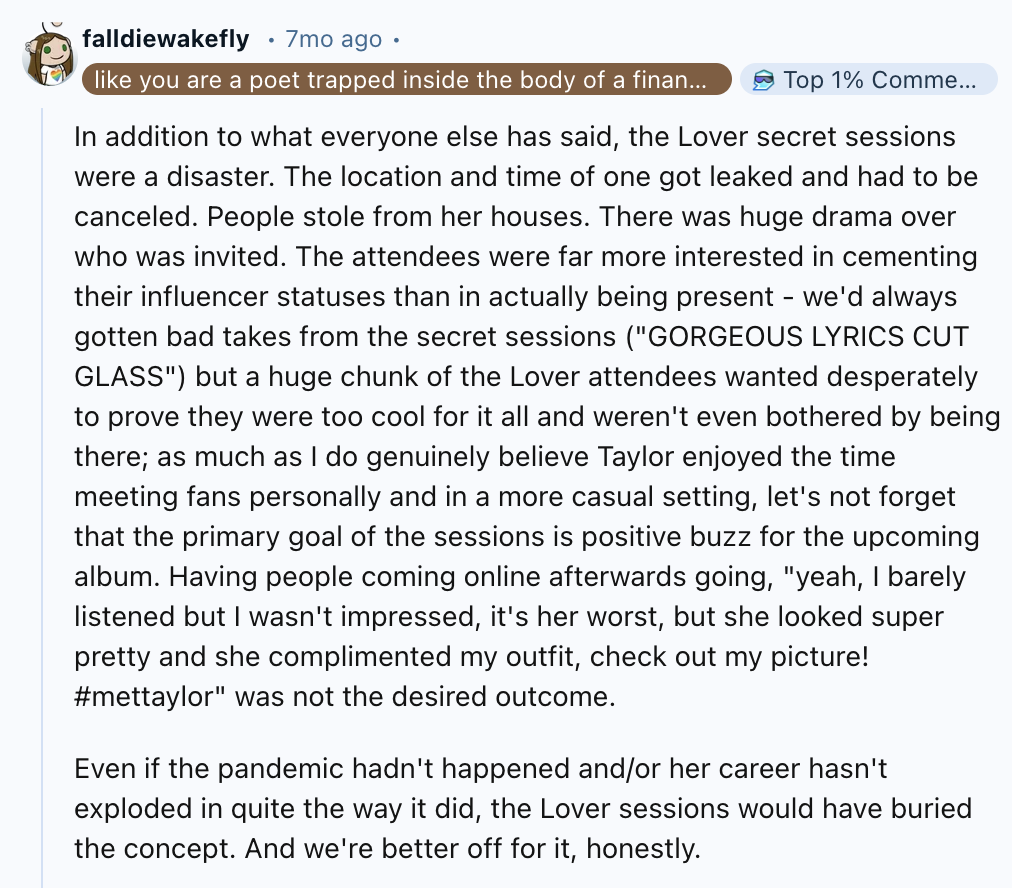 falldiewakefly • 7mo ago •
like you are a poet trapped inside the body of a finan... Top 1% Comme...
In addition to what everyone else has said, the Lover secret sessions
were a disaster. The location and time of one got leaked and had to be
canceled. People stole from her houses. There was huge drama over
who was invited. The attendees were far more interested in cementing
their influencer statuses than in actually being present - we'd always
gotten bad takes from the secret sessions ("GORGEOUS LYRICS CUT
GLASS") but a huge chunk of the Lover attendees wanted desperately
to prove they were too cool for it all and weren't even bothered by being
there; as much as I do genuinely believe Taylor enjoyed the time
meeting fans personally and in a more casual setting, let's not forget
that the primary goal of the sessions is positive buzz for the upcoming
album. Having people coming online afterwards going, "yeah, I barely
listened but I wasn't impressed, it's her worst, but she looked super
pretty and she complimented my outfit, check out my picture!
#mettaylor" was not the desired outcome.
Even if the pandemic hadn't happened and/or her career hasn't
exploded in quite the way it did, the Lover sessions would have buried
the concept. And we're better off for it, honestly.